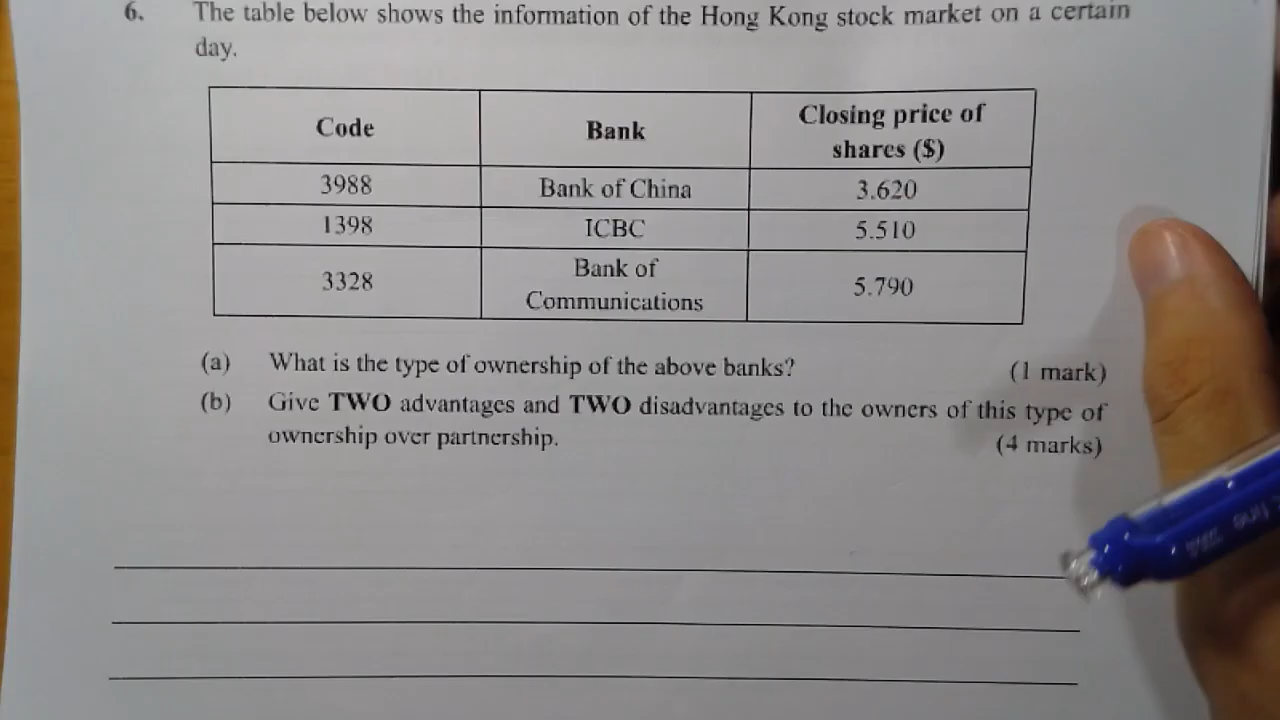 6. The table below shows the information of the Hong Kong stock market on a certain
day.
Code Bank Closing price of
shares ($)
3988 Bank of China 3.620
1398 ICBC 5.510
3328 Bank of
Communications 5.790
(a) What is the type of ownership of the above banks? (1 mark)
(b) Give TWO advantages and TWO disadvantages to the owners of this type of
ownership over partnership. (4 marks)